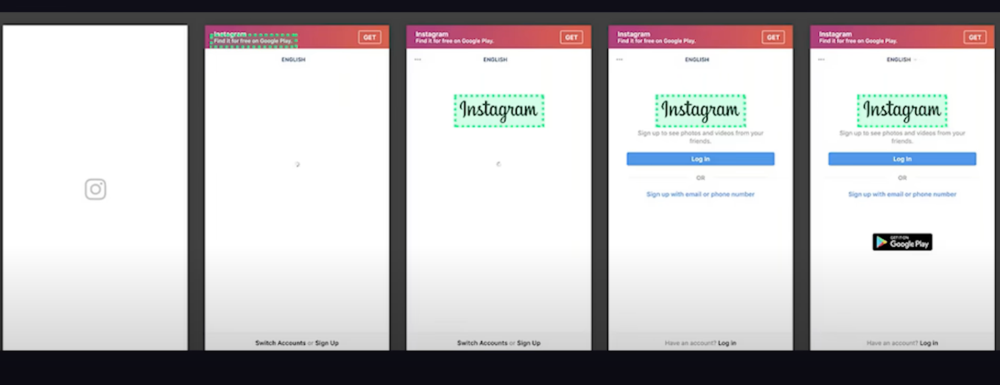 Instagram
Find it for free on Google Play.
GET
ENGLISH
Switch Accounts or Sign Up
Instagram
Find it for free on Google Play.
GET
ENGLISH
Instagram
Switch Accounts or Sign Up
Instagram
Find it for free on Google Play.
GET
ENGLISH
Instagram
Sign up to see photos and videos from your
friends.
Log In
OR
Sign up with email or phone number
Have an account? Log in
Instagram
Find it for free on Google Play.
GET
ENGLISH
Instagram
Sign up to see photos and videos from your
friends.
Log In
OR
Sign up with email or phone number
GET IT ON
Google Play
Have an account? Log in